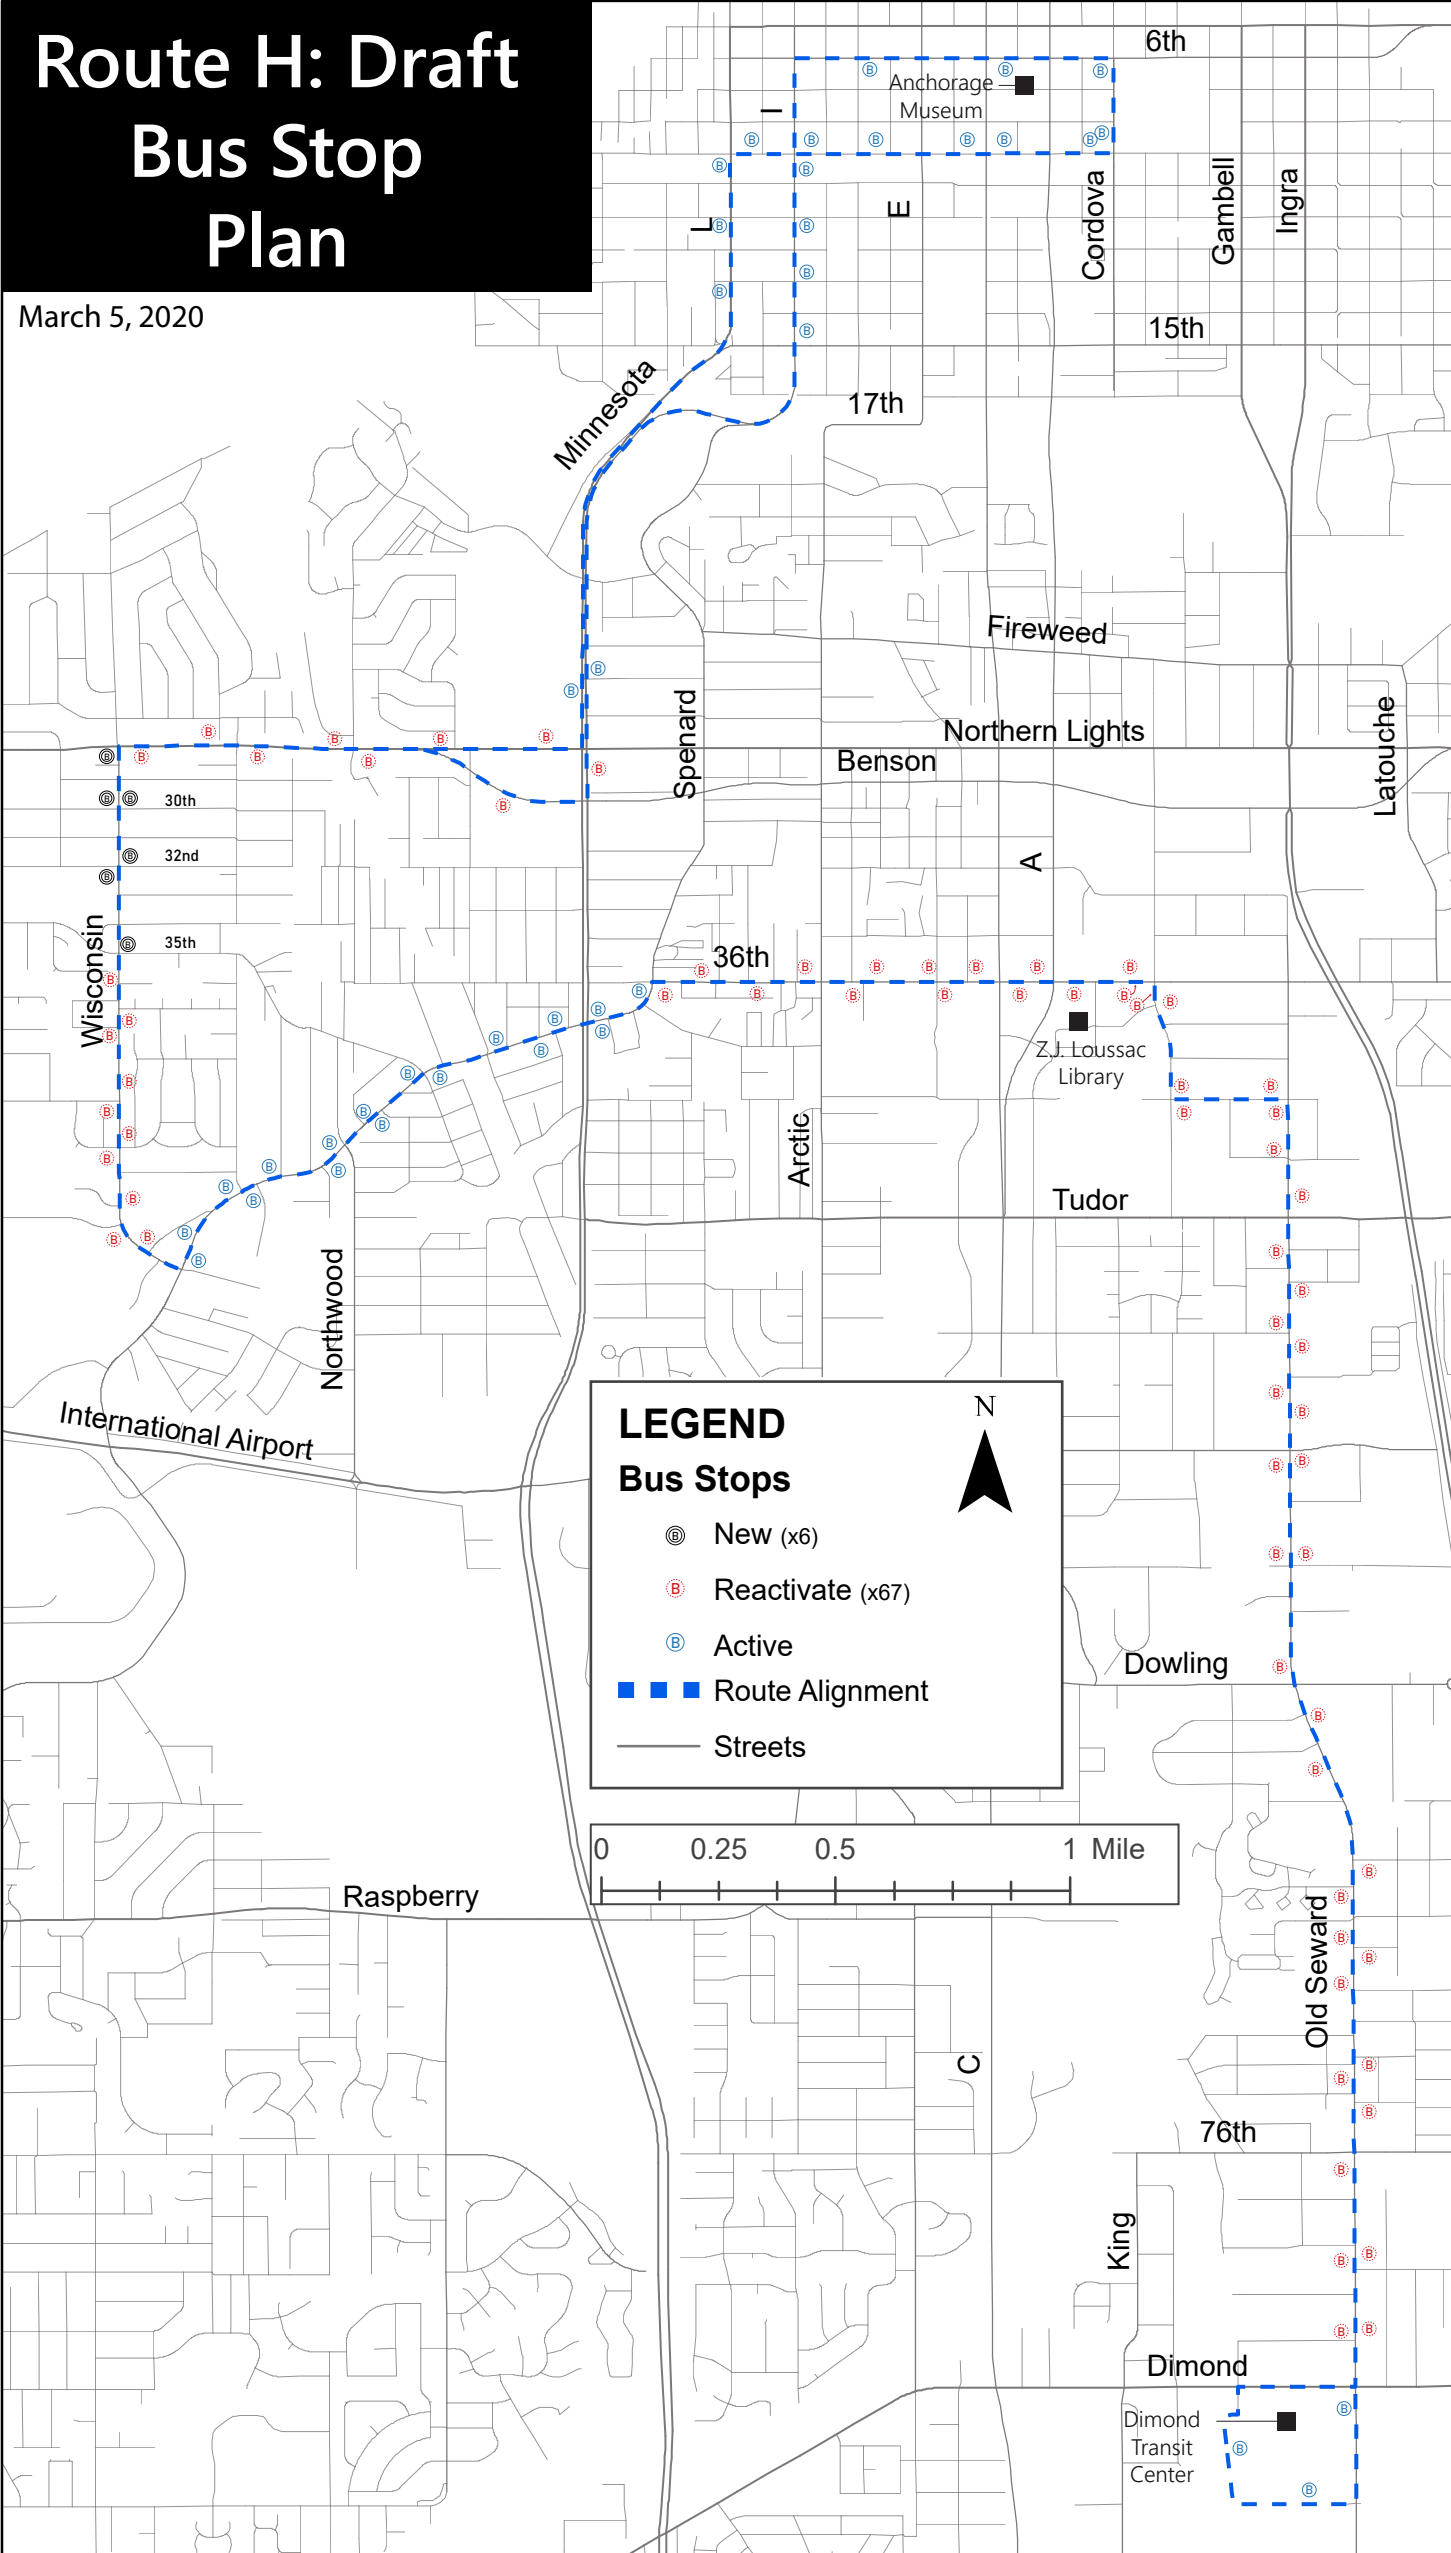 Route H: Draft
Bus Stop
Plan
March 5, 2020
6th
Anchorage
Museum
I
L
E
Cordova
Gambell
Ingra
15th
Minnesota
17th
Fireweed
Spenard
Northern Lights
Benson
Latouche
30th
32nd
A
Wisconsin
35th
36th
Z.J. Loussac
Library
Arctic
Tudor
Northwood
International Airport
LEGEND
N
Bus Stops
B New (x6)
B Reactivate (x67)
B Active
Route Alignment
Streets
Dowling
0 0.25 0.5 1 Mile
Raspberry
Old Seward
C
76th
King
Dimond
Dimond
Transit
Center